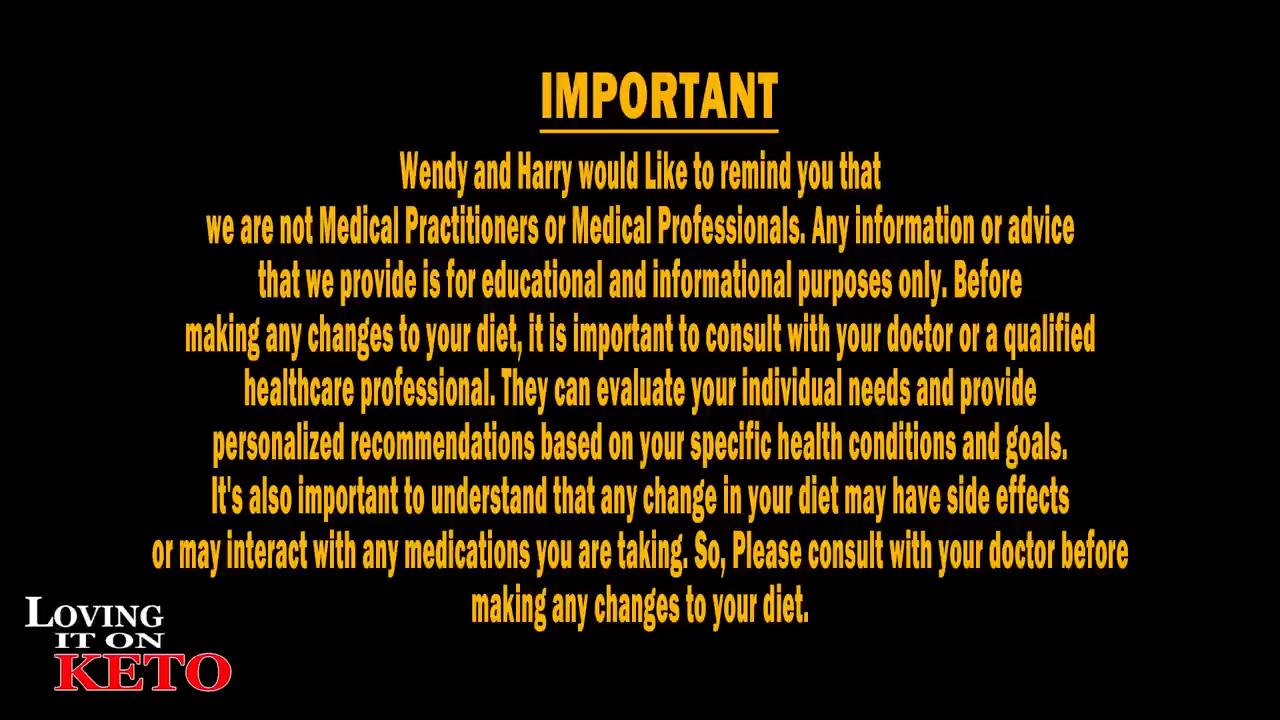 IMPORTANT
Wendy and Harry would Like to remind you that
we are not Medical Practitioners or Medical Professionals. Any information or advice
that we provide is for educational and informational purposes only. Before
making any changes to your diet, it is important to consult with your doctor or a qualified
healthcare professional. They can evaluate your individual needs and provide
personalized recommendations based on your specific health conditions and goals.
It's also important to understand that any change in your diet may have side effects
or may interact with any medications you are taking. So, Please consult with your doctor before
making any changes to your diet.
LOVING
IT ON
KETO